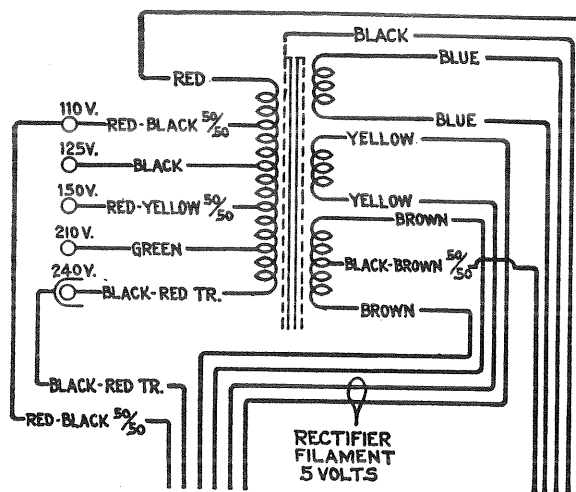 BLACK
RED
BLUE
110 V.
RED-BLACK 50/50
BLUE
125V.
YELLOW
BLACK
150V.
RED-YELLOW 50/50
YELLOW
210 V.
BROWN
GREEN
240 V.
BLACK-BROWN 50/50
BLACK-RED TR.
BROWN
BLACK-RED TR.
RED-BLACK 50/50
RECTIFIER
FILAMENT
5 VOLTS